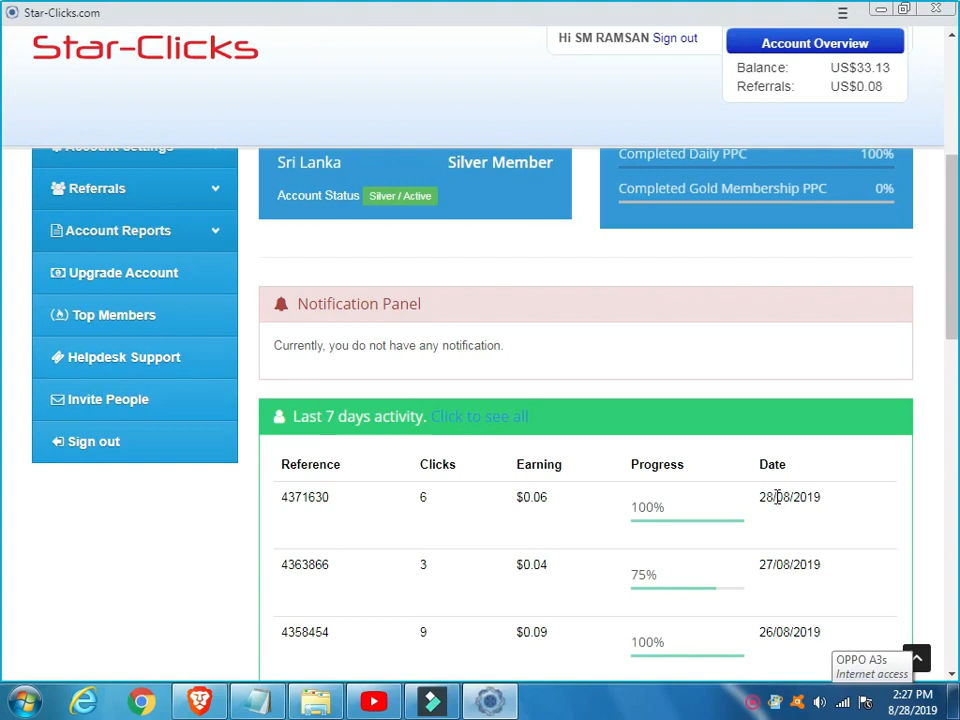 Star-Clicks.com
Star-Clicks
Hi SM RAMSAN Sign out
Account Overview
Balance: US$33.13
Referrals: US$0.08
Account Settings
Referrals
Account Reports
Upgrade Account
Top Members
Helpdesk Support
Invite People
Sign out
Sri Lanka Silver Member
Account Status Silver / Active
Completed Daily PPC 100%
Completed Gold Membership PPC 0%
Notification Panel
Currently, you do not have any notification.
Last 7 days activity. Click to see all
Reference Clicks Earning Progress Date
4371630 6 $0.06 100% 28/08/2019
4363866 3 $0.04 75% 27/08/2019
4358454 9 $0.09 100% 26/08/2019
OPPO A3s
Internet access
2:27 PM
8/28/2019